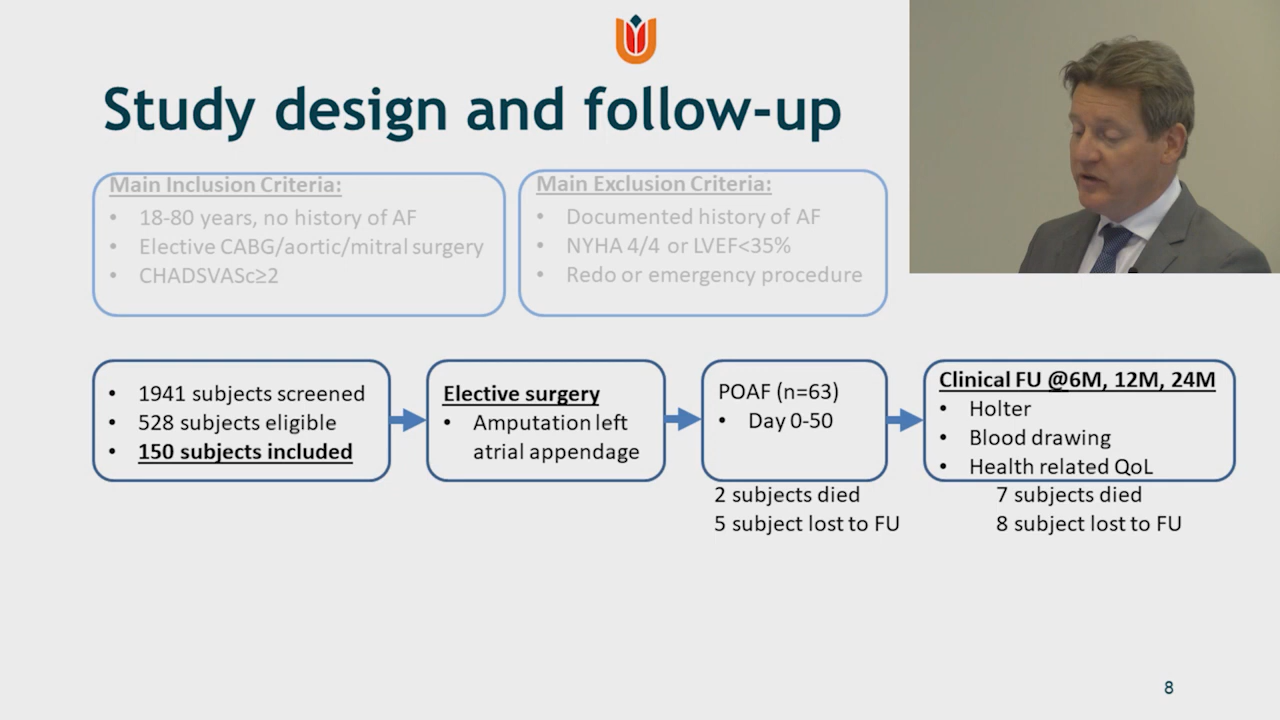 Study design and follow-up
Main Inclusion Criteria:
• 18-80 years, no history of AF
• Elective CABG/aortic/mitral surgery
• CHADSVASc≥2
Main Exclusion Criteria:
• Documented history of AF
• NYHA 4/4 or LVEF<35%
• Redo or emergency procedure
• 1941 subjects screened
• 528 subjects eligible
• 150 subjects included
Elective surgery
• Amputation left
atrial appendage
POAF (n=63)
• Day 0-50
2 subjects died
5 subject lost to FU
Clinical FU @6M, 12M, 24M
• Holter
• Blood drawing
• Health related QoL
7 subjects died
8 subject lost to FU
8